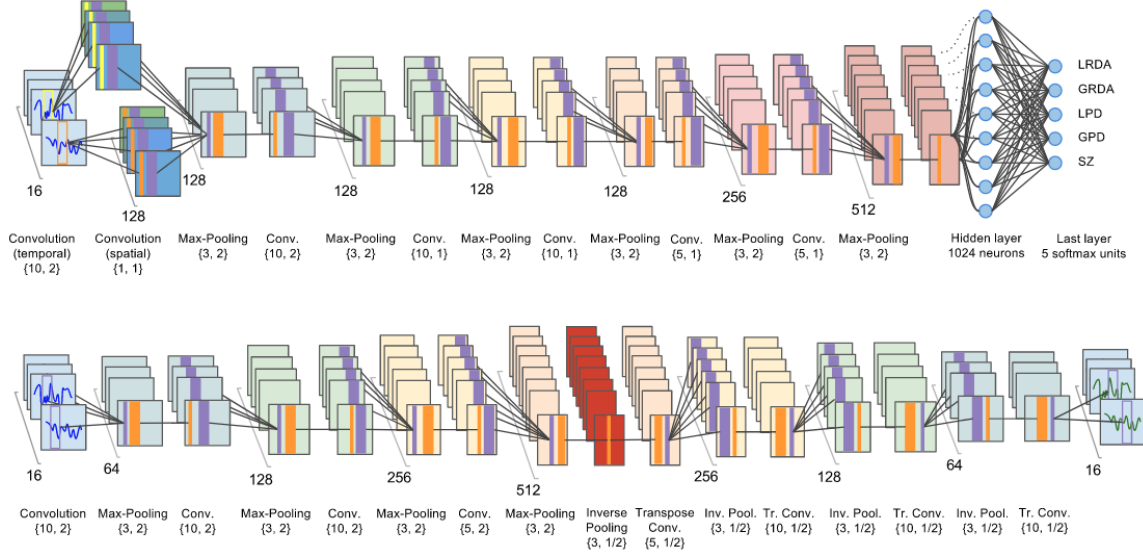 LRDA
GRDA
LPD
GPD
SZ
16
128
128
128
128
128
256
512
Convolution
(temporal)
{10, 2}
Convolution
(spatial)
{1, 1}
Max-Pooling
{3, 2}
Conv.
{10, 2}
Max-Pooling
{3, 2}
Conv.
{10, 1}
Max-Pooling
{3, 2}
Conv.
{10, 1}
Max-Pooling
{3, 2}
Conv.
{5, 1}
Max-Pooling
{3, 2}
Conv.
{5, 1}
Max-Pooling
{3, 2}
Hidden layer
1024 neurons
Last layer
5 softmax units
16
64
128
256
512
256
128
64
16
Convolution
{10, 2}
Max-Pooling
{3, 2}
Conv.
{10, 2}
Max-Pooling
{3, 2}
Conv.
{10, 2}
Max-Pooling
{3, 2}
Conv.
{5, 2}
Max-Pooling
{3, 2}
Inverse
Pooling
{3, 1/2}
Transpose
Conv.
{5, 1/2}
Inv. Pool.
{3, 1/2}
Tr. Conv.
{10, 1/2}
Inv. Pool.
{3, 1/2}
Tr. Conv.
{10, 1/2}
Inv. Pool.
{3, 1/2}
Tr. Conv.
{10, 1/2}